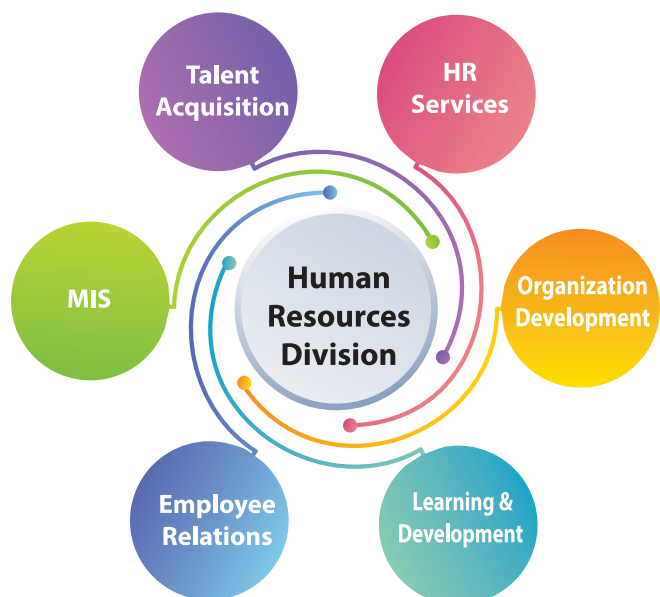 Talent
Acquisition
HR
Services
MIS
Human
Resources
Division
Organization
Development
Employee
Relations
Learning &
Development